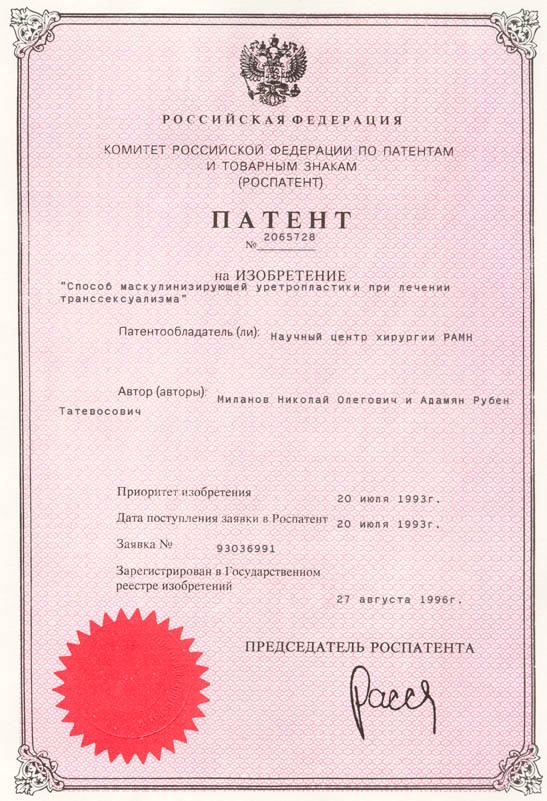 РОССИЙСКАЯ ФЕДЕРАЦИЯ
КОМИТЕТ РОССИЙСКОЙ ФЕДЕРАЦИИ ПО ПАТЕНТАМ
И ТОВАРНЫМ ЗНАКАМ
(РОСПАТЕНТ)
ПАТЕНТ
№ 2065728
на ИЗОБРЕТЕНИЕ
"Способ маскулинизирующей уретропластики при лечении
транссексуализма"
Патентообладатель (ли): Научный центр хирургии РАМН
Автор (авторы): Миланов Николай Олегович и Адамян Рубен
Татевосович
Приоритет изобретения 20 июля 1993г.
Дата поступления заявки в Роспатент 20 июля 1993г.
Заявка № 93036991
Зарегистрирован в Государственном
реестре изобретений
27 августа 1996г.
ПРЕДСЕДАТЕЛЬ РОСПАТЕНТА